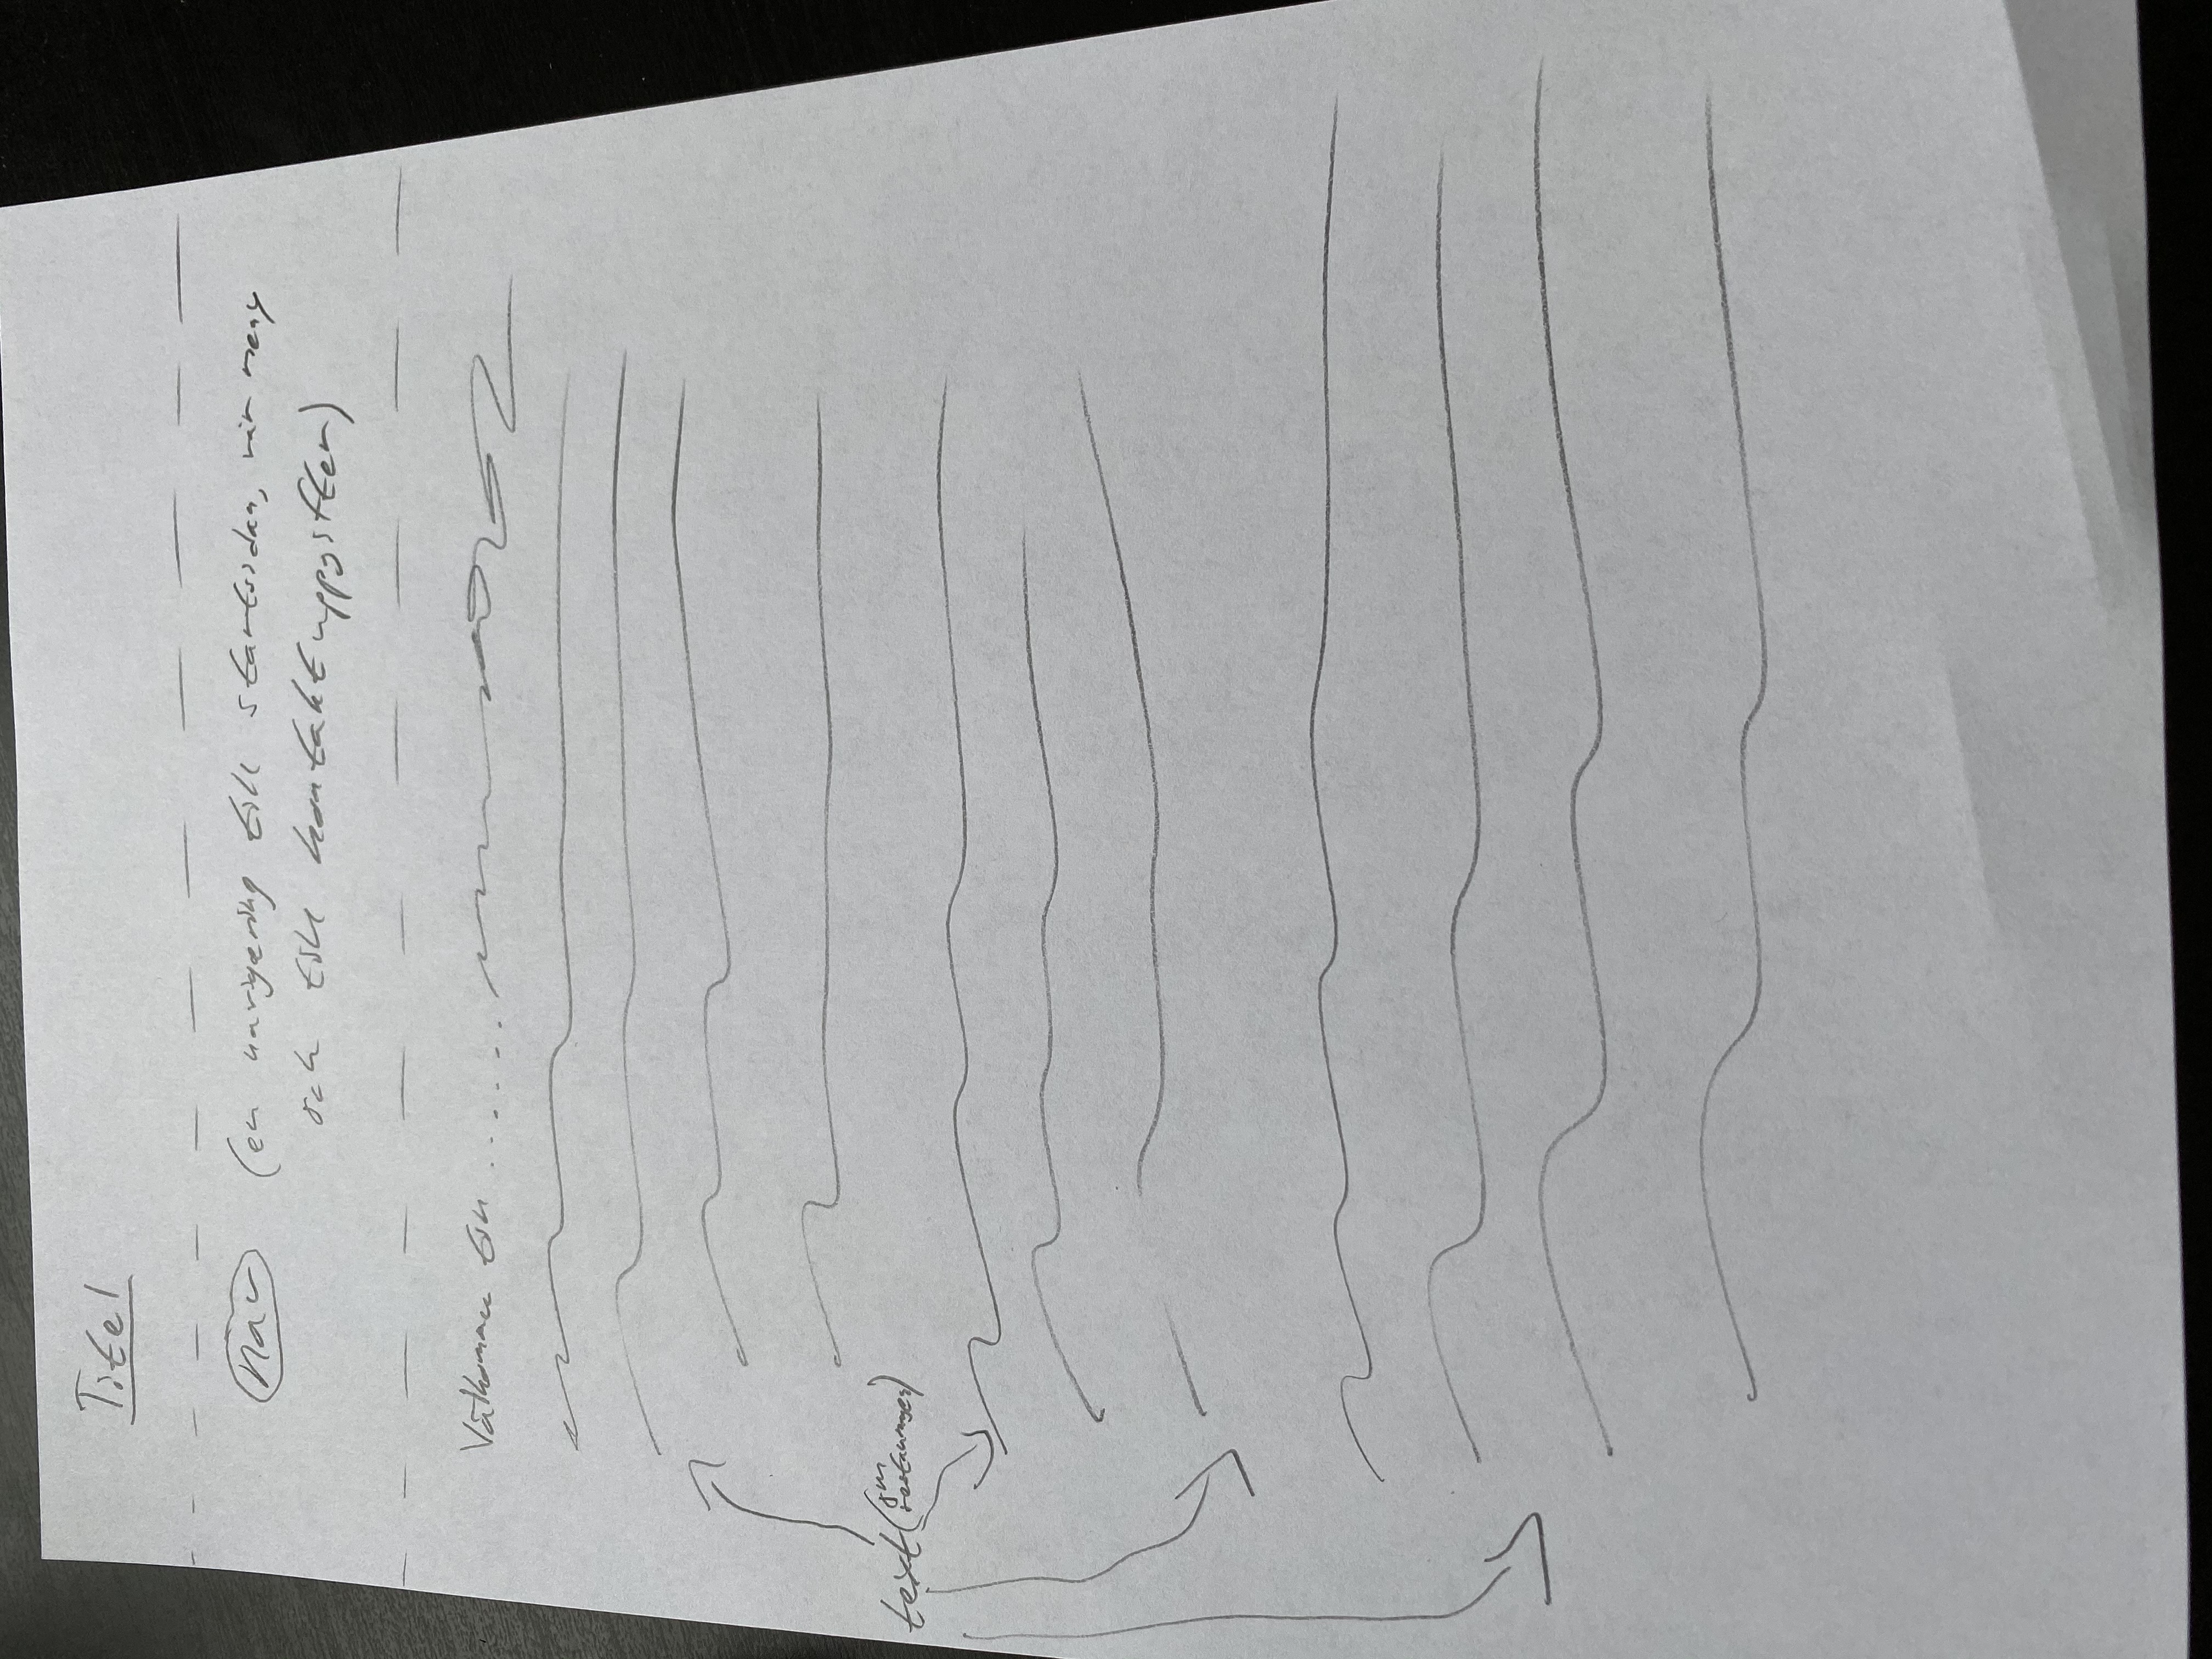 Titel
nav (en navigering till startsidan, vår meny
och till kontaktuppgifter)
Välkommen till ......
text (om
restaurangen)